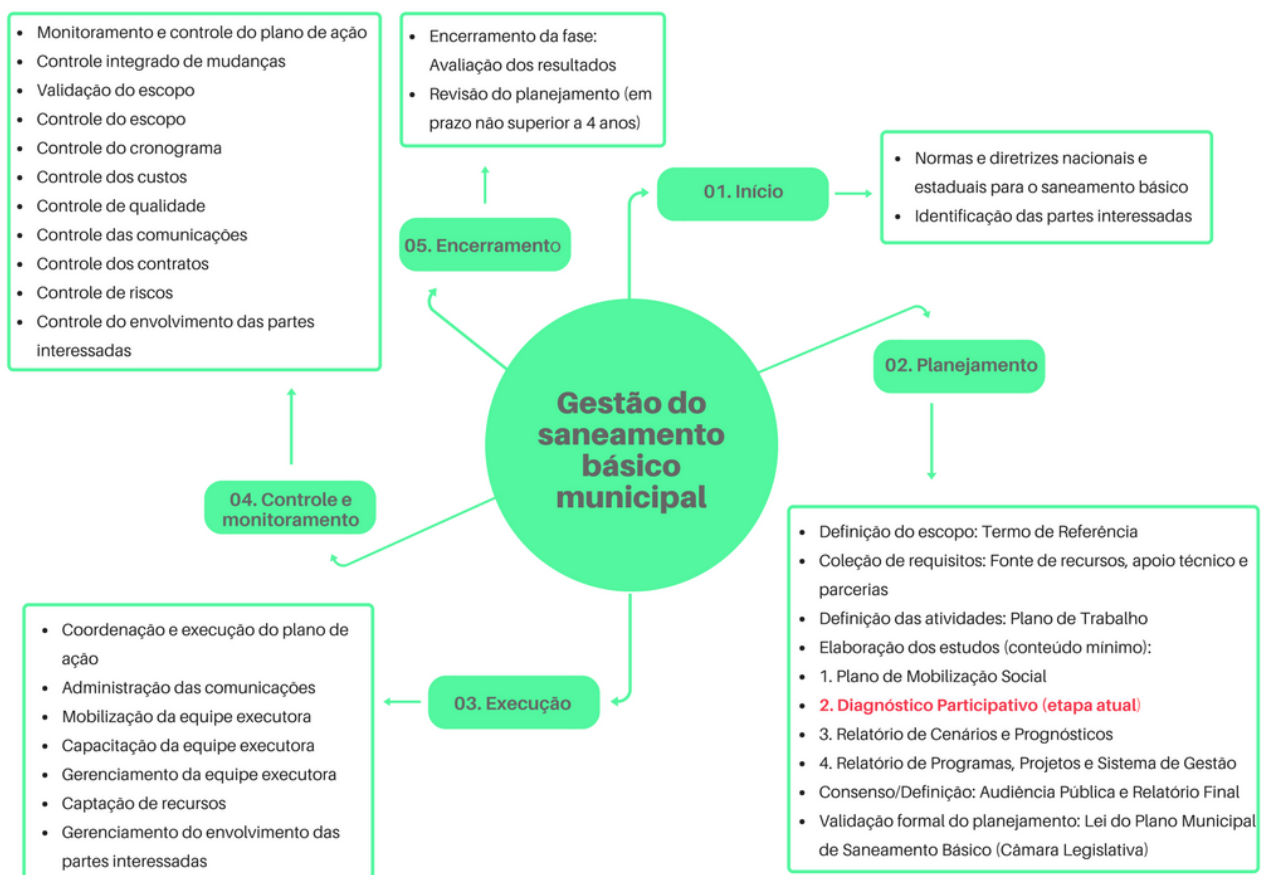 Gestão do
saneamento
básico
municipal
01. Início
• Normas e diretrizes nacionais e
estaduais para o saneamento básico
• Identificação das partes interessadas
02. Planejamento
• Definição do escopo: Termo de Referência
• Coleção de requisitos: Fonte de recursos, apoio técnico e
parcerias
• Definição das atividades: Plano de Trabalho
• Elaboração dos estudos (conteúdo mínimo):
• 1. Plano de Mobilização Social
• 2. Diagnóstico Participativo (etapa atual)
• 3. Relatório de Cenários e Prognósticos
• 4. Relatório de Programas, Projetos e Sistema de Gestão
• Consenso/Definição: Audiência Pública e Relatório Final
• Validação formal do planejamento: Lei do Plano Municipal
de Saneamento Básico (Câmara Legislativa)
03. Execução
• Coordenação e execução do plano de
ação
• Administração das comunicações
• Mobilização da equipe executora
• Capacitação da equipe executora
• Gerenciamento da equipe executora
• Captação de recursos
• Gerenciamento do envolvimento das
partes interessadas
04. Controle e
monitoramento
• Monitoramento e controle do plano de ação
• Controle integrado de mudanças
• Validação do escopo
• Controle do escopo
• Controle do cronograma
• Controle dos custos
• Controle de qualidade
• Controle das comunicações
• Controle dos contratos
• Controle de riscos
• Controle do envolvimento das partes
interessadas
05. Encerramento
• Encerramento da fase:
Avaliação dos resultados
• Revisão do planejamento (em
prazo não superior a 4 anos)